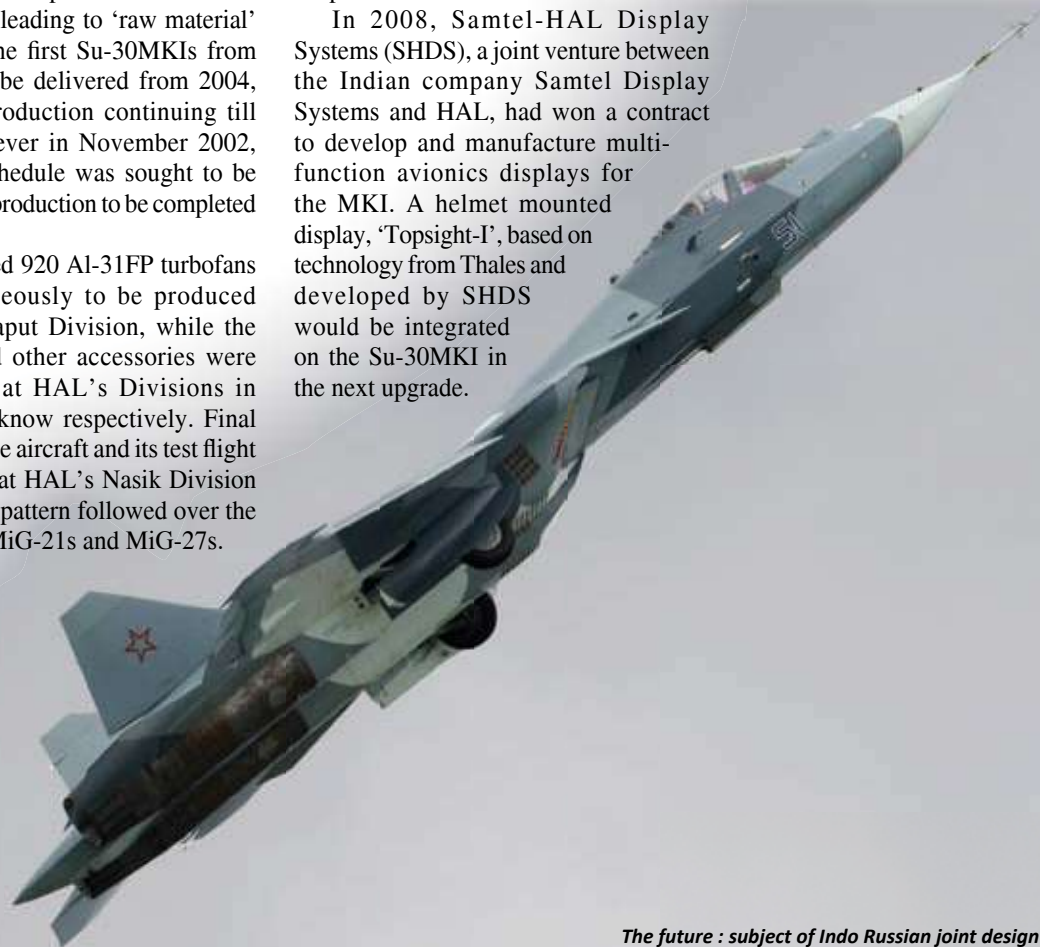 leading to ‘raw material’
he first Su-30MKIs from
be delivered from 2004,
roduction continuing till
ever in November 2002,
hedule was sought to be
production to be completed
ed 920 Al-31FP turbofans
eously to be produced
aput Division, while the
d other accessories were
at HAL’s Divisions in
know respectively. Final
e aircraft and its test flight
at HAL’s Nasik Division
pattern followed over the
MiG-21s and MiG-27s.
In 2008, Samtel-HAL Display
Systems (SHDS), a joint venture between
the Indian company Samtel Display
Systems and HAL, had won a contract
to develop and manufacture multi-
function avionics displays for
the MKI. A helmet mounted
display, ‘Topsight-I’, based on
technology from Thales and
developed by SHDS
would be integrated
on the Su-30MKI in
the next upgrade.
51
The future : subject of Indo Russian joint design